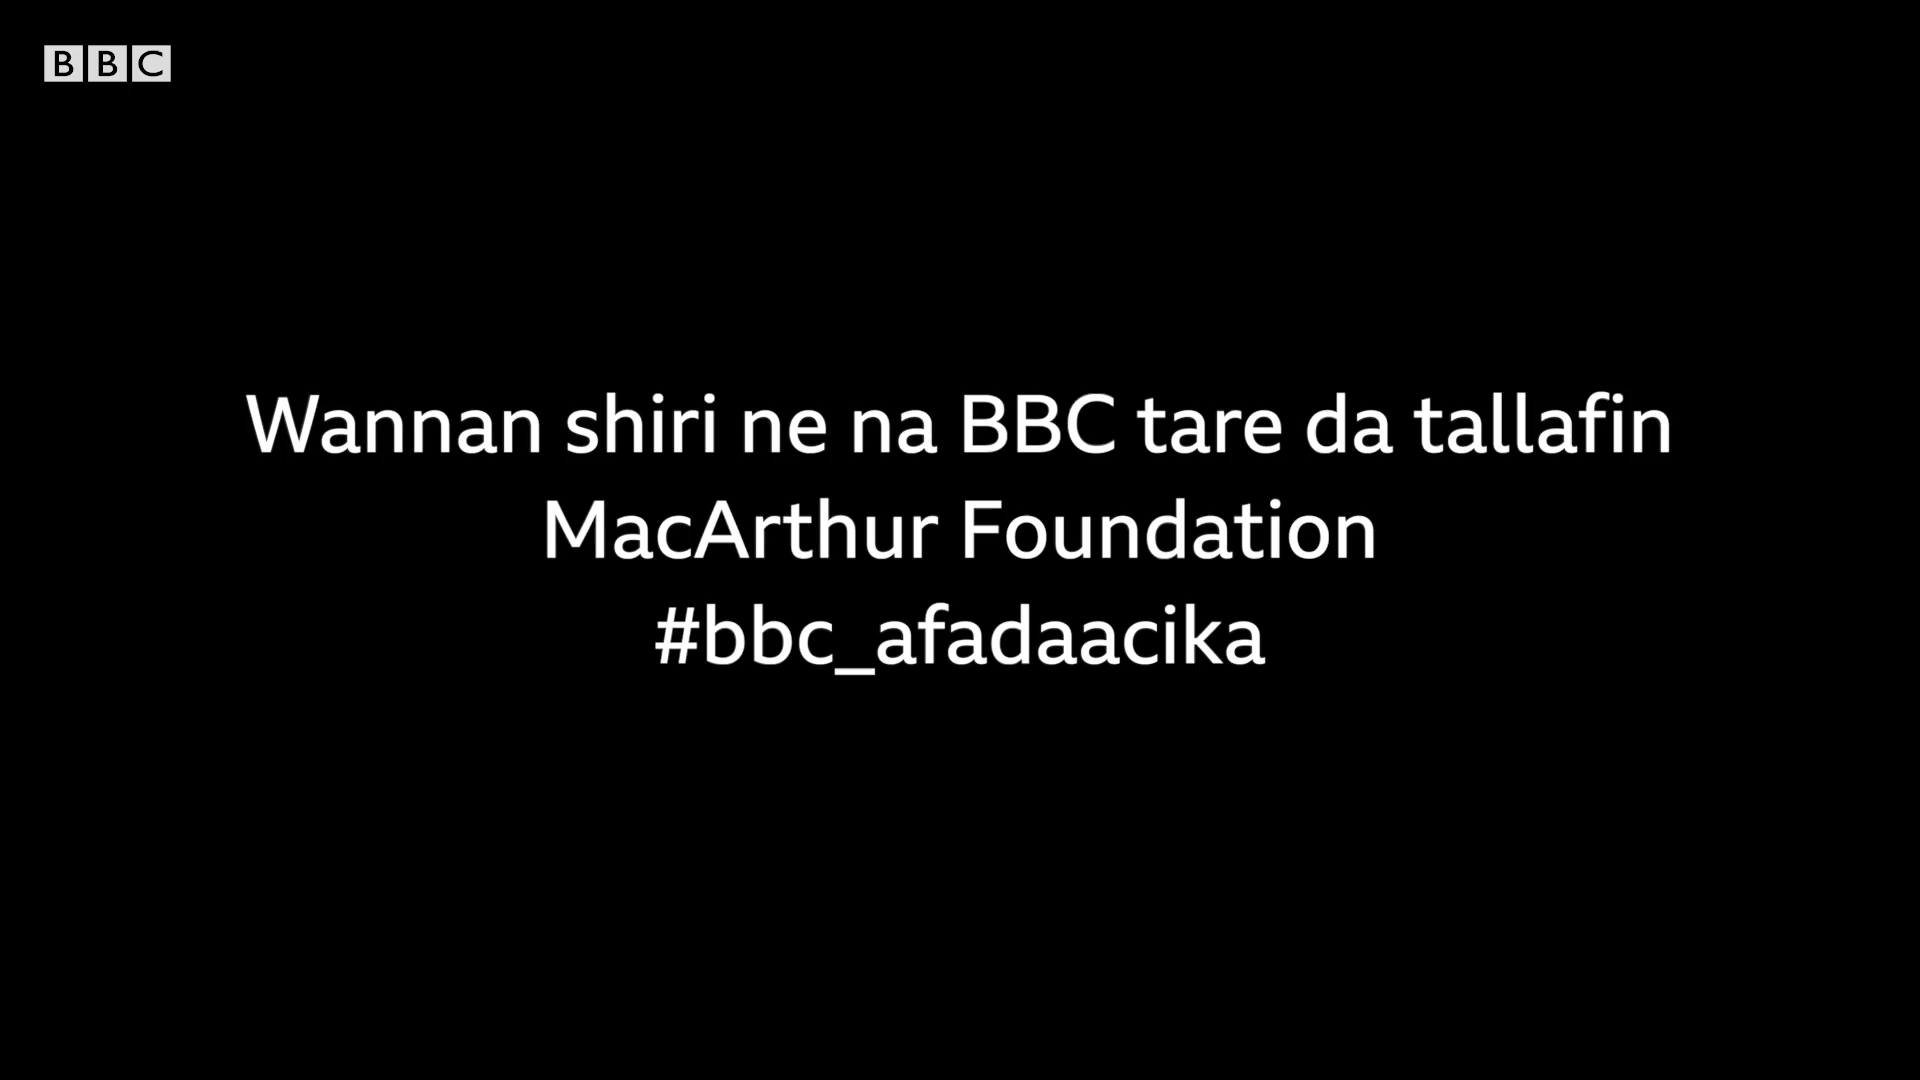 BBC
Wannan shiri ne na BBC tare da tallafin
MacArthur Foundation
#bbc_afadaacika